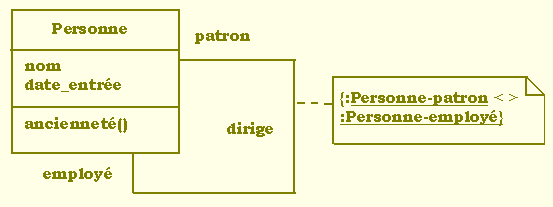 Personne
patron
nom
date_entrée
ancienneté()
dirige
employé
{:Personne-patron < >
:Personne-employé}